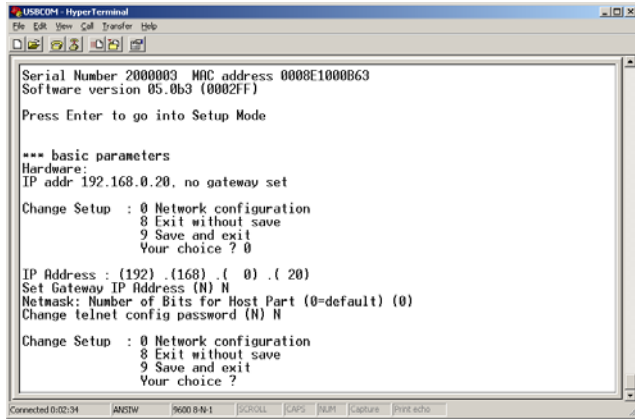 USBCOM - HyperTerminal
File Edit View Call Transfer Help
Serial Number 2000003 MAC address 0008E1000B63
Software version 05.0b3 (0002FF)
Press Enter to go into Setup Mode
*** basic parameters
Hardware:
IP addr 192.168.0.20, no gateway set
Change Setup : 0 Network configuration
8 Exit without save
9 Save and exit
Your choice ? 0
IP Address : (192) .(168) .( 0) .( 20)
Set Gateway IP Address (N) N
Netmask: Number of Bits for Host Part (0=default) (0)
Change telnet config password (N) N
Change Setup : 0 Network configuration
8 Exit without save
9 Save and exit
Your choice ?
Connected 0:02:34 ANSIW 9600 8-N-1 SCROLL CAPS NUM Capture Print echo